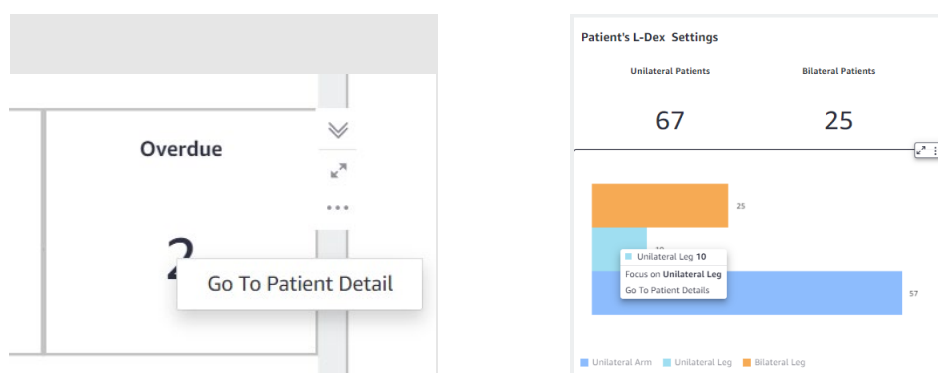 Overdue
2
Go To Patient Detail
Patient's L-Dex Settings
Unilateral Patients
Bilateral Patients
67
25
25
10
Unilateral Leg 10
Focus on Unilateral Leg
Go To Patient Details
57
Unilateral Arm Unilateral Leg Bilateral Leg